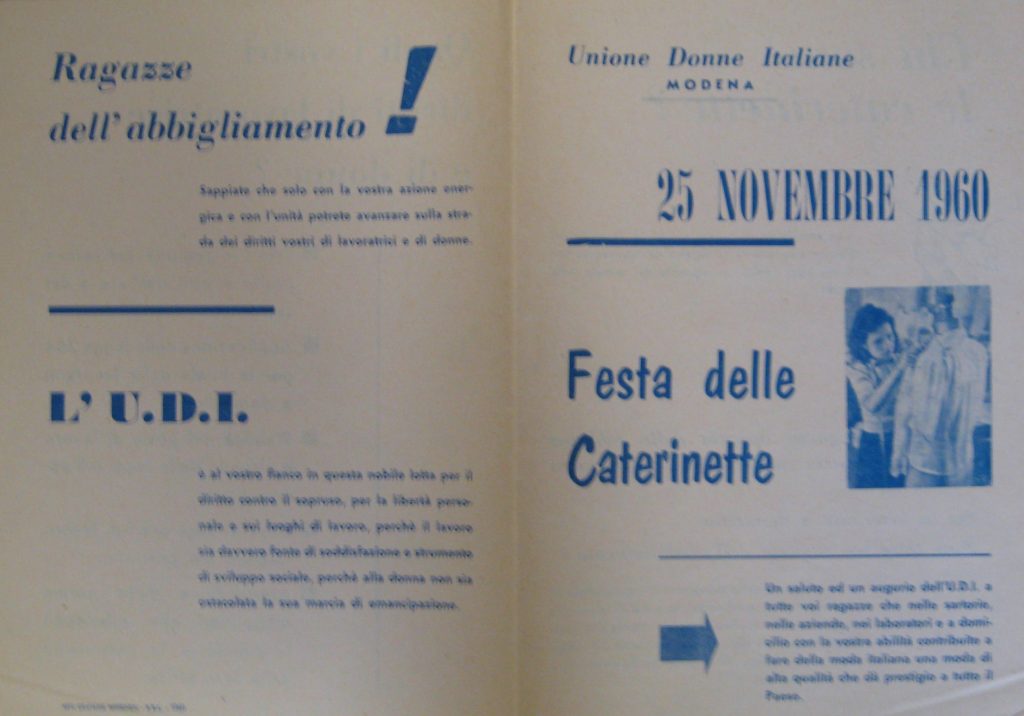 Ragazze
dell'abbigliamento !
Sappiate che solo con la vostra azione ener-
gica e con l'unità potrete avanzare sulla stra-
da dei diritti vostri di lavoratrici e di donne.
L' U.D.I.
è al vostro fianco in questa nobile lotta per il
diritto contro il sopruso, per la libertà perso-
nale e sui luoghi di lavoro, perchè il lavoro
sia davvero fonte di soddisfazione e strumento
di sviluppo sociale, perchè alla donna non sia
ostacolata la sua marcia di emancipazione.
Unione Donne Italiane
MODENA
25 NOVEMBRE 1960
Festa delle
Caterinette
Un saluto ed un augurio dell'U.D.I. a
tutte voi ragazze che nelle sartorie,
nelle aziende, nei laboratori e a domi-
cilio con la vostra abilità contribuite a
fare della moda italiana una moda di
alta qualità che dà prestigio a tutto il
Paese.